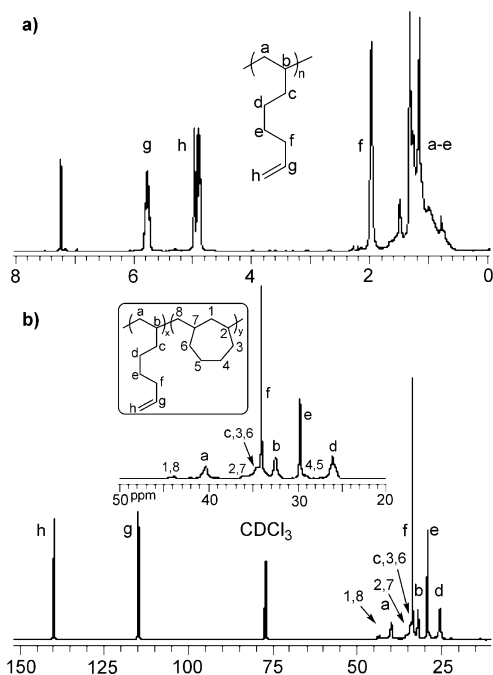 a)
a
b
n
c
d
e
f
g
h
g
h
f
a-e
8 6 4 2 0
b)
a 8 1
b x 7 2 y
c 6 3
d 5 4
e
f
g
h
f
e
c,3,6
b
a
d
1,8 2,7 4,5
50 ppm 40 30 20
h
g
CDCl3
f
e
c,3,6
2,7
b
d
1,8
a
150 125 100 75 50 25